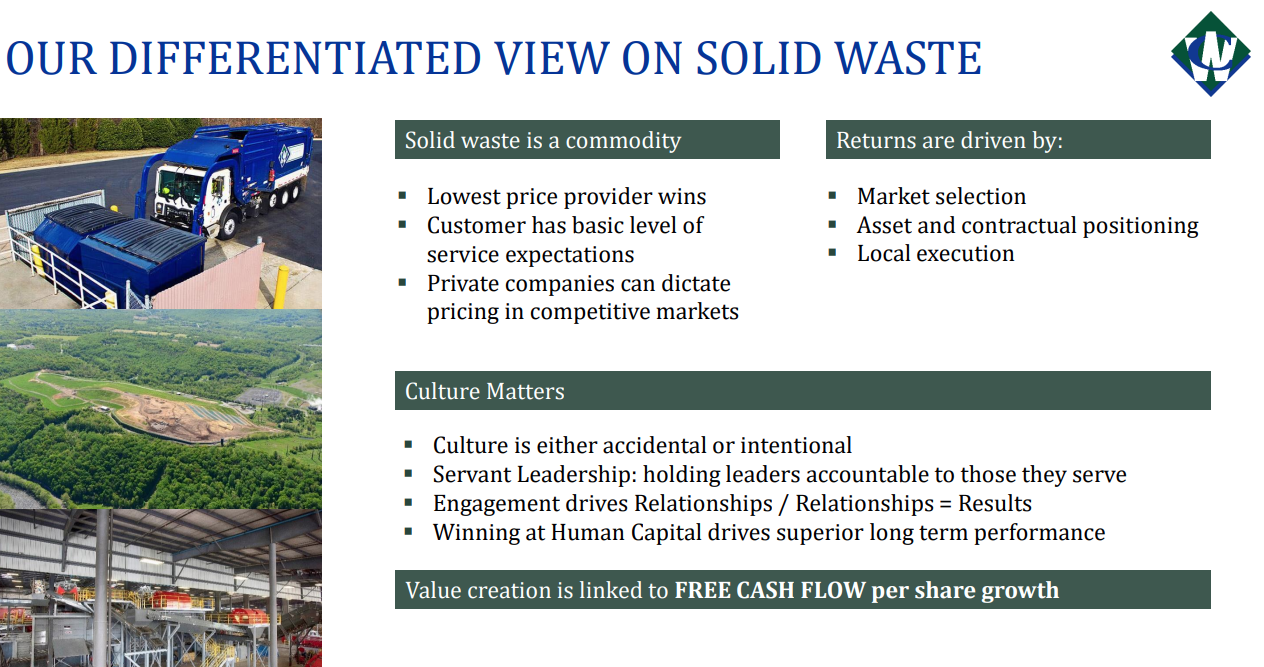 OUR DIFFERENTIATED VIEW ON SOLID WASTE
Solid waste is a commodity
▪ Lowest price provider wins
▪ Customer has basic level of
service expectations
▪ Private companies can dictate
pricing in competitive markets
Returns are driven by:
▪ Market selection
▪ Asset and contractual positioning
▪ Local execution
Culture Matters
▪ Culture is either accidental or intentional
▪ Servant Leadership: holding leaders accountable to those they serve
▪ Engagement drives Relationships / Relationships = Results
▪ Winning at Human Capital drives superior long term performance
Value creation is linked to FREE CASH FLOW per share growth